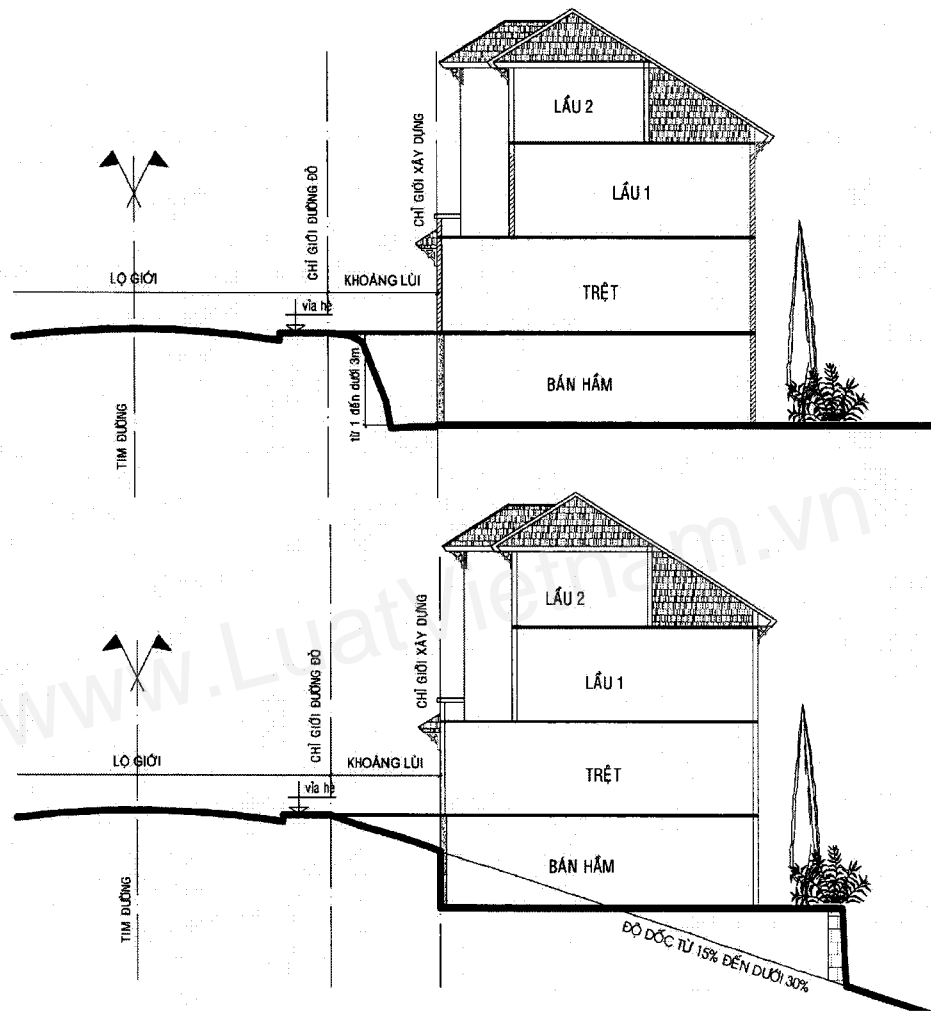 LẦU 2
LẦU 1
TRỆT
BÁN HẦM
CHỈ GIỚI ĐƯỜNG ĐỎ
CHỈ GIỚI XÂY DỰNG
LỘ GIỚI
KHOẢNG LÙI
vỉa hè
từ 1 đến dưới 3m
TIM ĐƯỜNG
LẦU 2
LẦU 1
TRỆT
BÁN HẦM
CHỈ GIỚI ĐƯỜNG ĐỎ
CHỈ GIỚI XÂY DỰNG
LỘ GIỚI
KHOẢNG LÙI
vỉa hè
TIM ĐƯỜNG
ĐỘ DỐC TỪ 15% ĐẾN DƯỚI 30%
www.LuatVietnam.vn